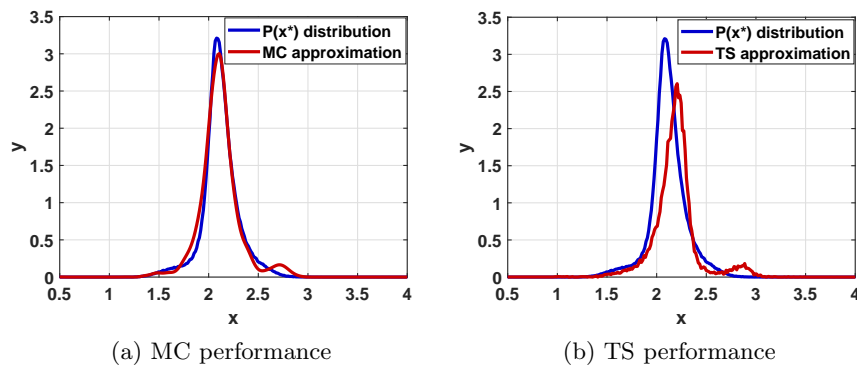 3.5
3
2.5
2
1.5
1
0.5
0
y
P(x*) distribution
MC approximation
0.5 1 1.5 2 2.5 3 3.5 4
x
(a) MC performance
3.5
3
2.5
2
1.5
1
0.5
0
y
P(x*) distribution
TS approximation
0.5 1 1.5 2 2.5 3 3.5 4
x
(b) TS performance